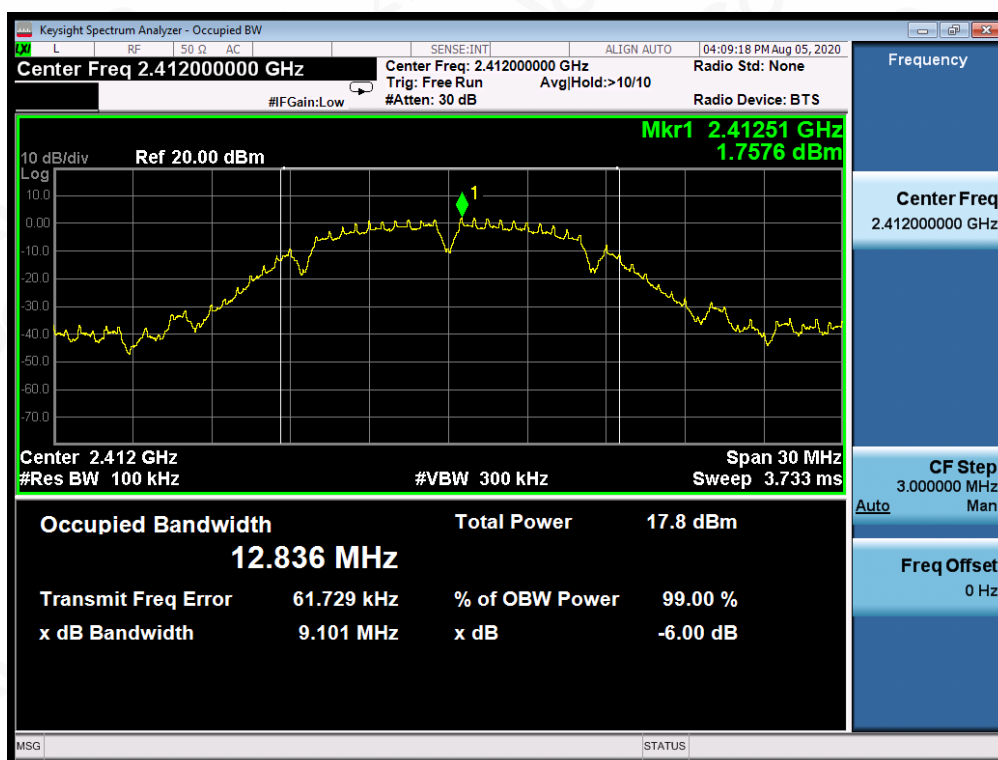 Keysight Spectrum Analyzer - Occupied BW
LXI L RF 50 Ω AC SENSE:INT ALIGN AUTO 04:09:18 PM Aug 05, 2020
Center Freq 2.412000000 GHz
Center Freq: 2.412000000 GHz
Radio Std: None
Trig: Free Run Avg|Hold:>10/10
#IFGain:Low
#Atten: 30 dB
Radio Device: BTS
Mkr1 2.41251 GHz
1.7576 dBm
10 dB/div Ref 20.00 dBm
Log
10.0
0.00
-10.0
-20.0
-30.0
-40.0
-50.0
-60.0
-70.0
1
Center 2.412 GHz
Span 30 MHz
#Res BW 100 kHz
#VBW 300 kHz
Sweep 3.733 ms
Occupied Bandwidth
12.836 MHz
Total Power 17.8 dBm
Transmit Freq Error 61.729 kHz
% of OBW Power 99.00 %
x dB Bandwidth 9.101 MHz
x dB -6.00 dB
Frequency
Center Freq
2.412000000 GHz
CF Step
3.000000 MHz
Auto Man
Freq Offset
0 Hz
MSG
STATUS